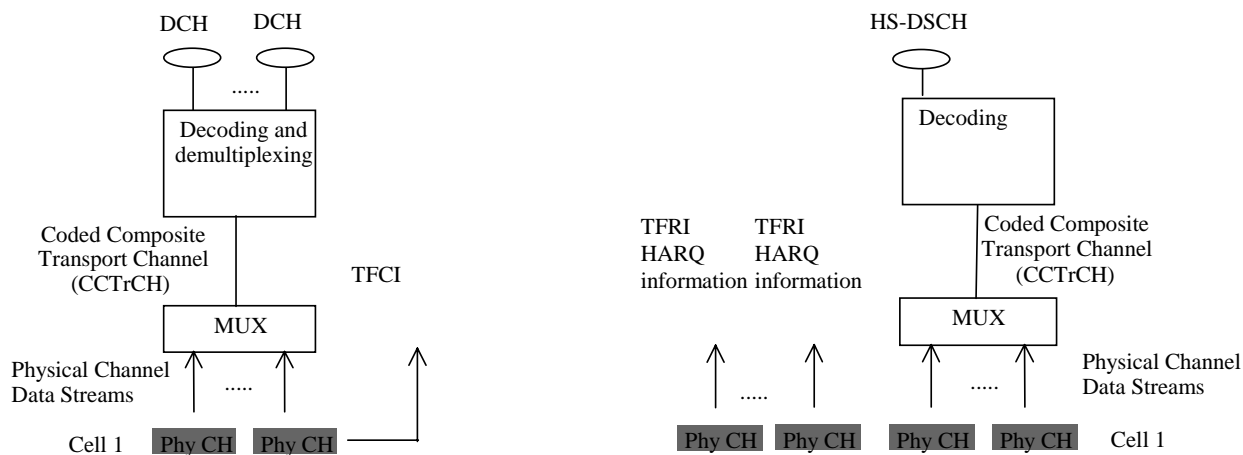 DCH
DCH
.....
Decoding and
demultiplexing
Coded Composite
Transport Channel
(CCTrCH)
TFCI
MUX
Physical Channel
Data Streams
.....
Cell 1
Phy CH
Phy CH
HS-DSCH
Decoding
TFRI
HARQ
information
TFRI
HARQ
information
Coded Composite
Transport Channel
(CCTrCH)
MUX
Physical Channel
Data Streams
.....
.....
Phy CH
Phy CH
Phy CH
Phy CH
Cell 1